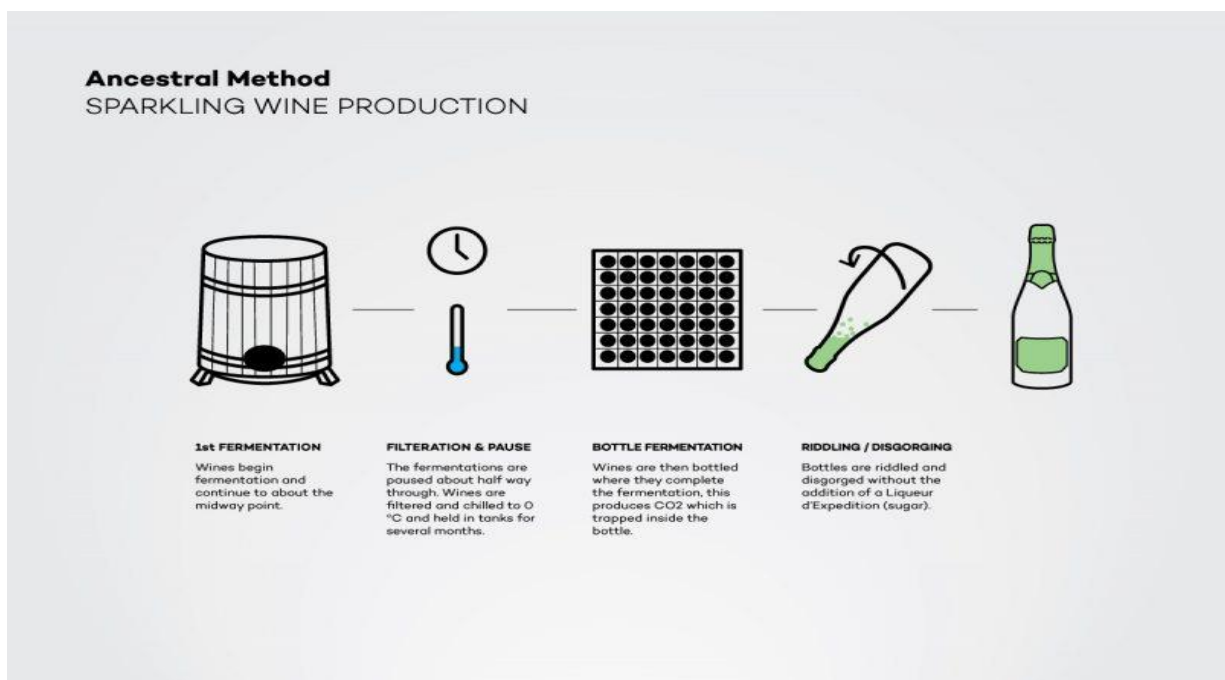 Ancestral Method
SPARKLING WINE PRODUCTION
1st FERMENTATION
Wines begin
fermentation and
continue to about the
midway point.
FILTERATION & PAUSE
The fermentations are
paused about half way
through. Wines are
filtered and chilled to 0
°C and held in tanks for
several months.
BOTTLE FERMENTATION
Wines are then bottled
where they complete
the fermentation, this
produces CO2 which is
trapped inside the
bottle.
RIDDLING / DISGORGING
Bottles are riddled and
disgorged without the
addition of a Liqueur
d'Expedition (sugar).